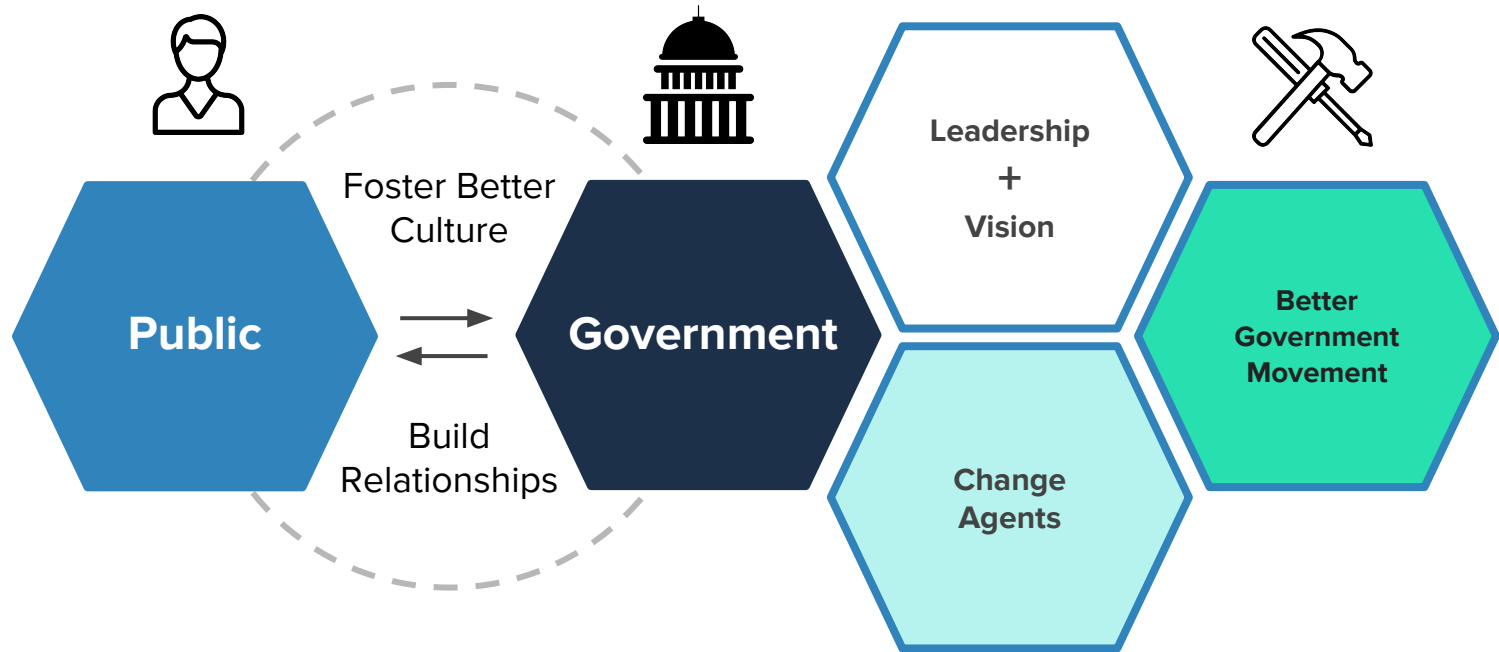 Public
Foster Better
Culture
Build
Relationships
Government
Leadership
+
Vision
Change
Agents
Better
Government
Movement